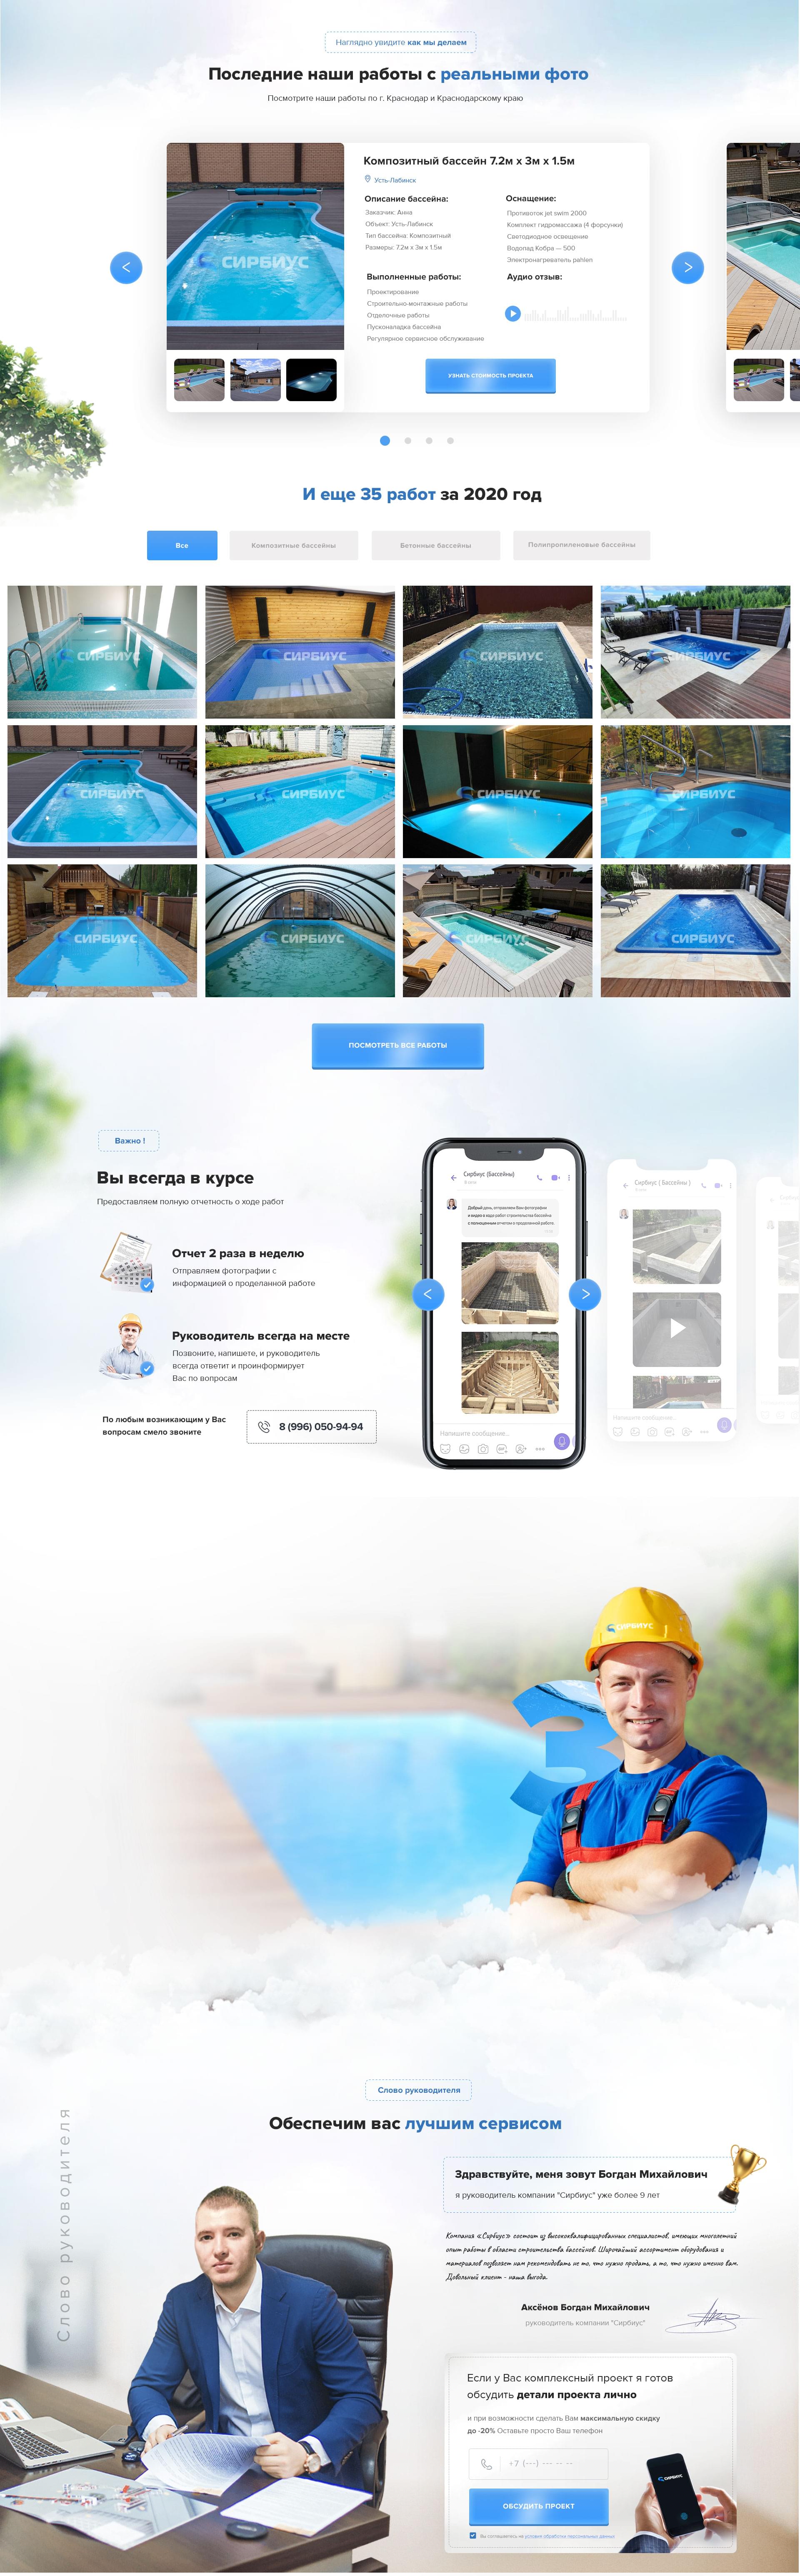 Наглядно увидите как мы делаем
Последние наши работы с реальными фото
Посмотрите наши работы по г. Краснодар и Краснодарскому краю
СИРБИУС
Композитный бассейн 7.2м x 3м x 1.5м
Усть-Лабинск
Описание бассейна:
Заказчик: Анна
Объект: Усть-Лабинск
Тип бассейна: Композитный
Размеры: 7.2м x 3м x 1.5м
Оснащение:
Противоток jet swim 2000
Комплект гидромассажа (4 форсунки)
Светодиодное освещение
Водопад Кобра — 500
Электронагреватель pahlen
Выполненные работы:
Проектирование
Строительно-монтажные работы
Отделочные работы
Пусконаладка бассейна
Регулярное сервисное обслуживание
Аудио отзыв:
УЗНАТЬ СТОИМОСТЬ ПРОЕКТА
И еще 35 работ за 2020 год
Все
Композитные бассейны
Бетонные бассейны
Полипропиленовые бассейны
СИРБИУС
СИРБИУС
СИРБИУС
СИРБИУС
СИРБИУС
СИРБИУС
СИРБИУС
СИРБИУС
СИРБИУС
СИРБИУС
СИРБИУС
СИРБИУС
ПОСМОТРЕТЬ ВСЕ РАБОТЫ
Важно !
Вы всегда в курсе
Предоставляем полную отчетность о ходе работ
Отчет 2 раза в неделю
Отправляем фотографии с
информацией о проделанной работе
Руководитель всегда на месте
Позвоните, напишете, и руководитель
всегда ответит и проинформирует
Вас по вопросам
По любым возникающим у Вас
вопросам смело звоните
8 (996) 050-94-94
Сирбиус (Бассейны)
В сети
Добрый день, отправляем Вам фотографии
и видео о ходе работ строительства бассейна
с полноценным отчетом о проделанной работе.
Напишите сообщение...
Сирбиус ( Бассейны )
Напишите сообщение...
СИРБИУС
3
Слово руководителя
Обеспечим вас лучшим сервисом
Слово руководителя
Здравствуйте, меня зовут Богдан Михайлович
я руководитель компании "Сирбиус" уже более 9 лет
Компания «Сирбиус» состоит из высококвалифицированных специалистов, имеющих многолетний
опыт работы в области строительства бассейнов. Широчайший ассортимент оборудования и
материалов позволяет нам рекомендовать не то, что нужно продать, а то, что нужно именно вам.
Довольный клиент - наша выгода.
Аксёнов Богдан Михайлович
руководитель компании "Сирбиус"
Если у Вас комплексный проект я готов
обсудить детали проекта лично
и при возможности сделать Вам максимальную скидку
до -20% Оставьте просто Ваш телефон
+7 (---) --- -- --
ОБСУДИТЬ ПРОЕКТ
Вы соглашаетесь на условия обработки персональных данных
СИРБИУС